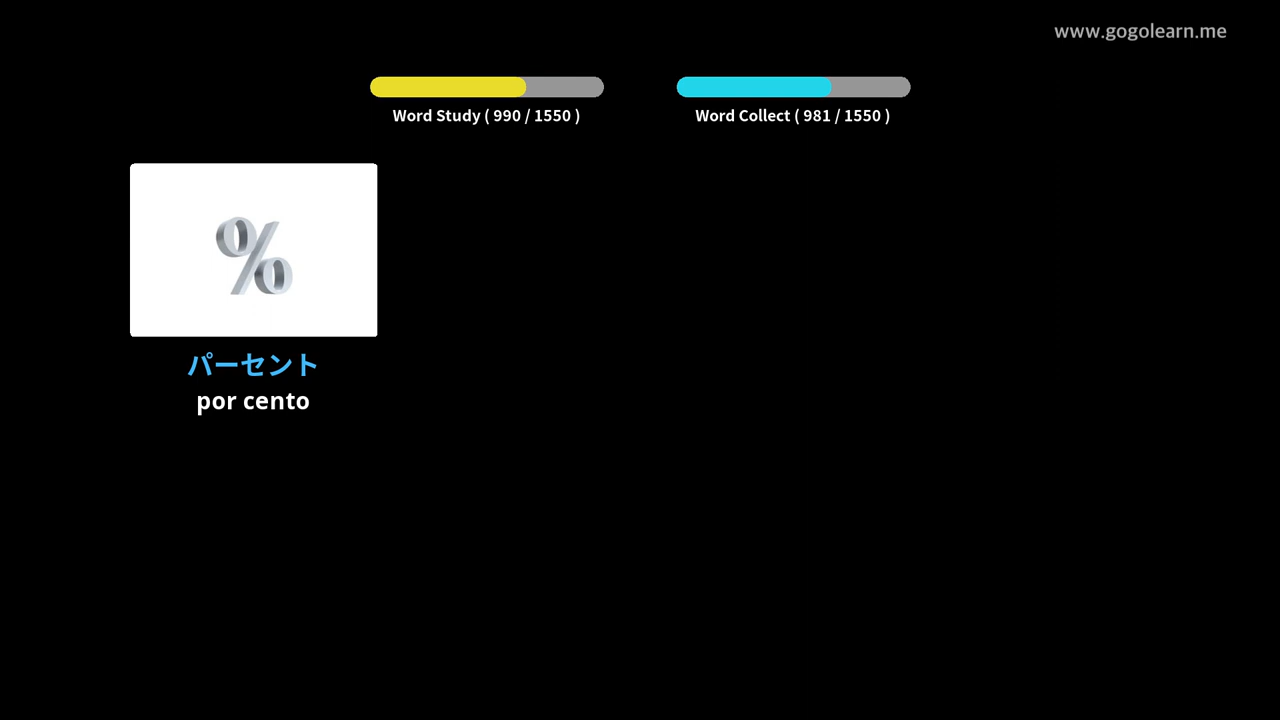 www.gogolearn.me
Word Study ( 990 / 1550 )
Word Collect ( 981 / 1550 )
%
パーセント
por cento